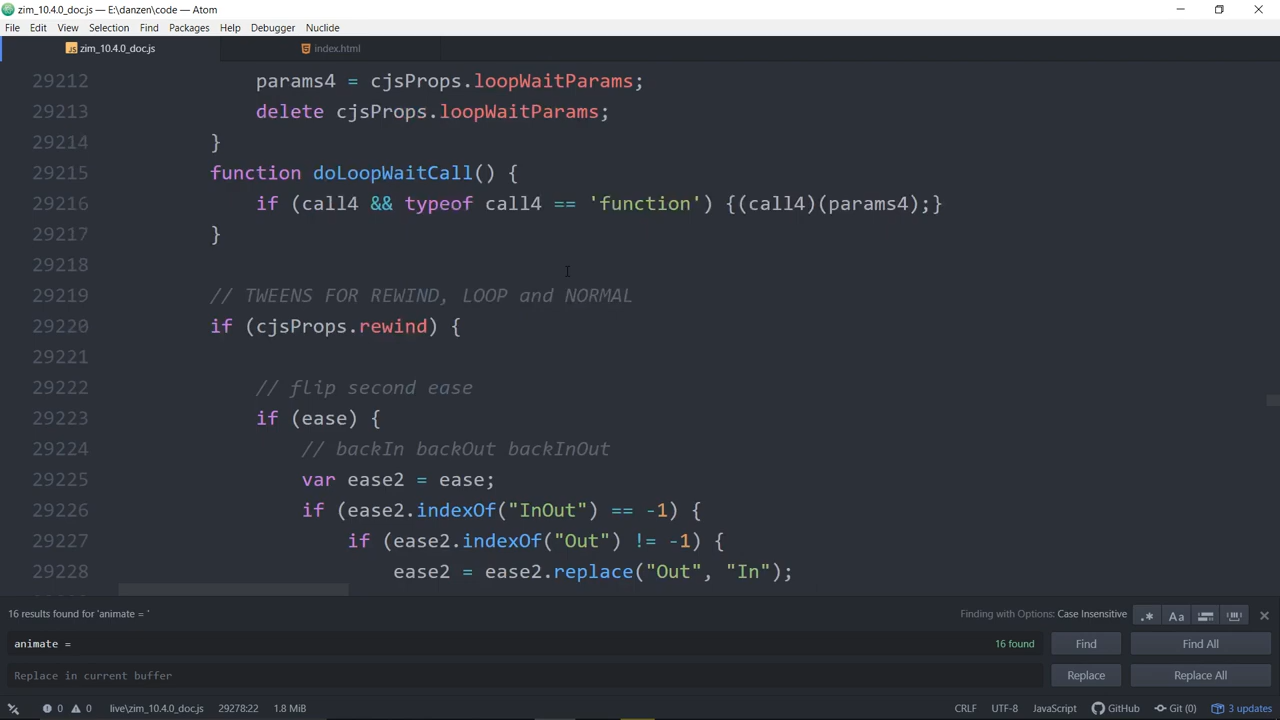 zim_10.4.0_doc.js — E:\danzen\code — Atom
File Edit View Selection Find Packages Help Debugger Nuclide
zim_10.4.0_doc.js index.html
29212 params4 = cjsProps.loopWaitParams;
29213 delete cjsProps.loopWaitParams;
29214 }
29215 function doLoopWaitCall() {
29216 if (call4 && typeof call4 == 'function') {(call4)(params4);}
29217 }
29218
29219 // TWEENS FOR REWIND, LOOP and NORMAL
29220 if (cjsProps.rewind) {
29221
29222 // flip second ease
29223 if (ease) {
29224 // backIn backOut backInOut
29225 var ease2 = ease;
29226 if (ease2.indexOf("InOut") == -1) {
29227 if (ease2.indexOf("Out") != -1) {
29228 ease2 = ease2.replace("Out", "In");
16 results found for 'animate = ' Finding with Options: Case Insensitive .* Aa
animate = 16 found Find Find All
Replace in current buffer Replace Replace All
0 0 live\zim_10.4.0_doc.js 29278:22 1.8 MiB CRLF UTF-8 JavaScript GitHub Git (0) 3 updates